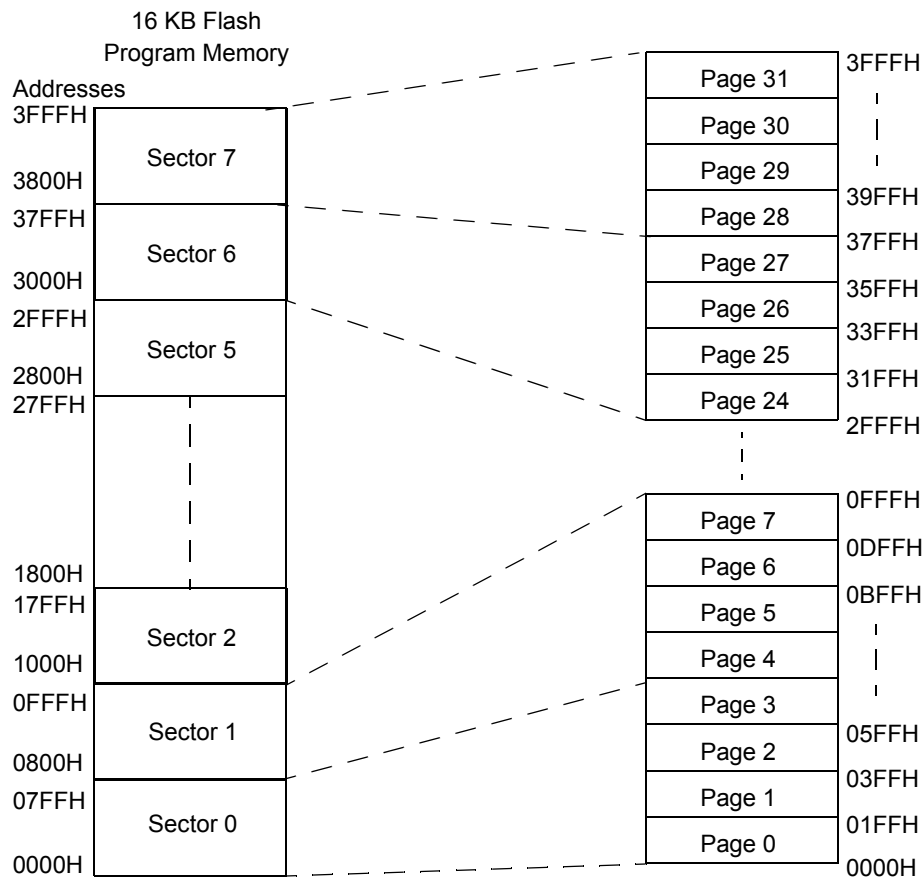 16 KB Flash
Program Memory
Addresses
3FFFH
Sector 7
3800H
37FFH
Sector 6
3000H
2FFFH
Sector 5
2800H
27FFH
1800H
17FFH
Sector 2
1000H
0FFFH
Sector 1
0800H
07FFH
Sector 0
0000H
3FFFH
Page 31
Page 30
Page 29
39FFH
Page 28
37FFH
Page 27
35FFH
Page 26
33FFH
Page 25
31FFH
Page 24
2FFFH
0FFFH
Page 7
0DFFH
Page 6
0BFFH
Page 5
Page 4
Page 3
05FFH
Page 2
03FFH
Page 1
01FFH
Page 0
0000H